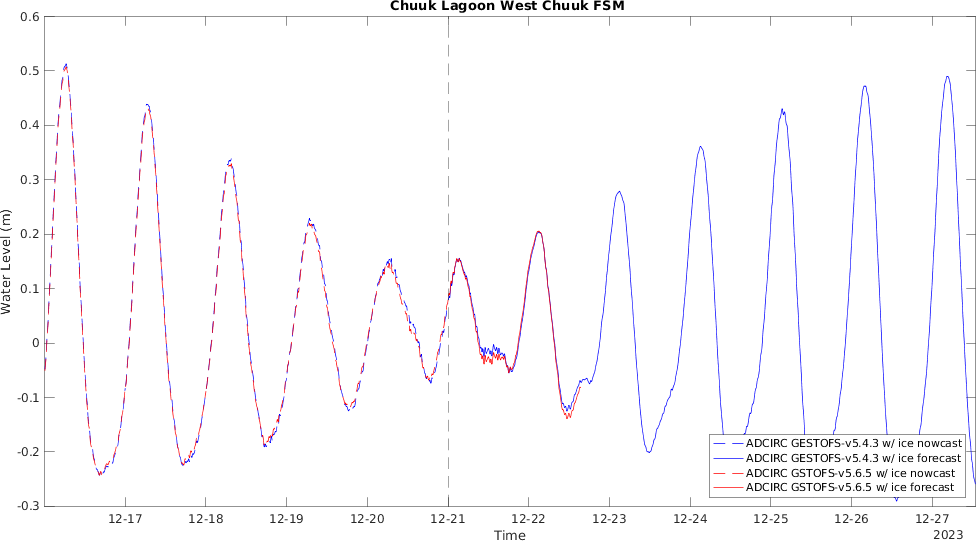 Chuuk Lagoon West Chuuk FSM
0.6
0.5
0.4
0.3
0.2
0.1
0
-0.1
-0.2
-0.3
Water Level (m)
ADCIRC GESTOFS-v5.4.3 w/ ice nowcast
ADCIRC GESTOFS-v5.4.3 w/ ice forecast
ADCIRC GSTOFS-v5.6.5 w/ ice nowcast
ADCIRC GSTOFS-v5.6.5 w/ ice forecast
12-17 12-18 12-19 12-20 12-21 12-22 12-23 12-24 12-25 12-26 12-27
Time
2023